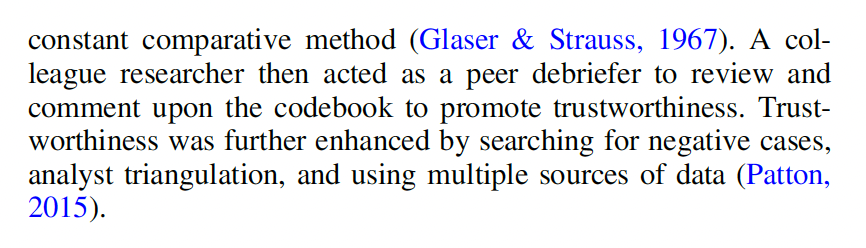 constant comparative method (Glaser & Strauss, 1967). A col-
league researcher then acted as a peer debriefer to review and
comment upon the codebook to promote trustworthiness. Trust-
worthiness was further enhanced by searching for negative cases,
analyst triangulation, and using multiple sources of data (Patton,
2015).